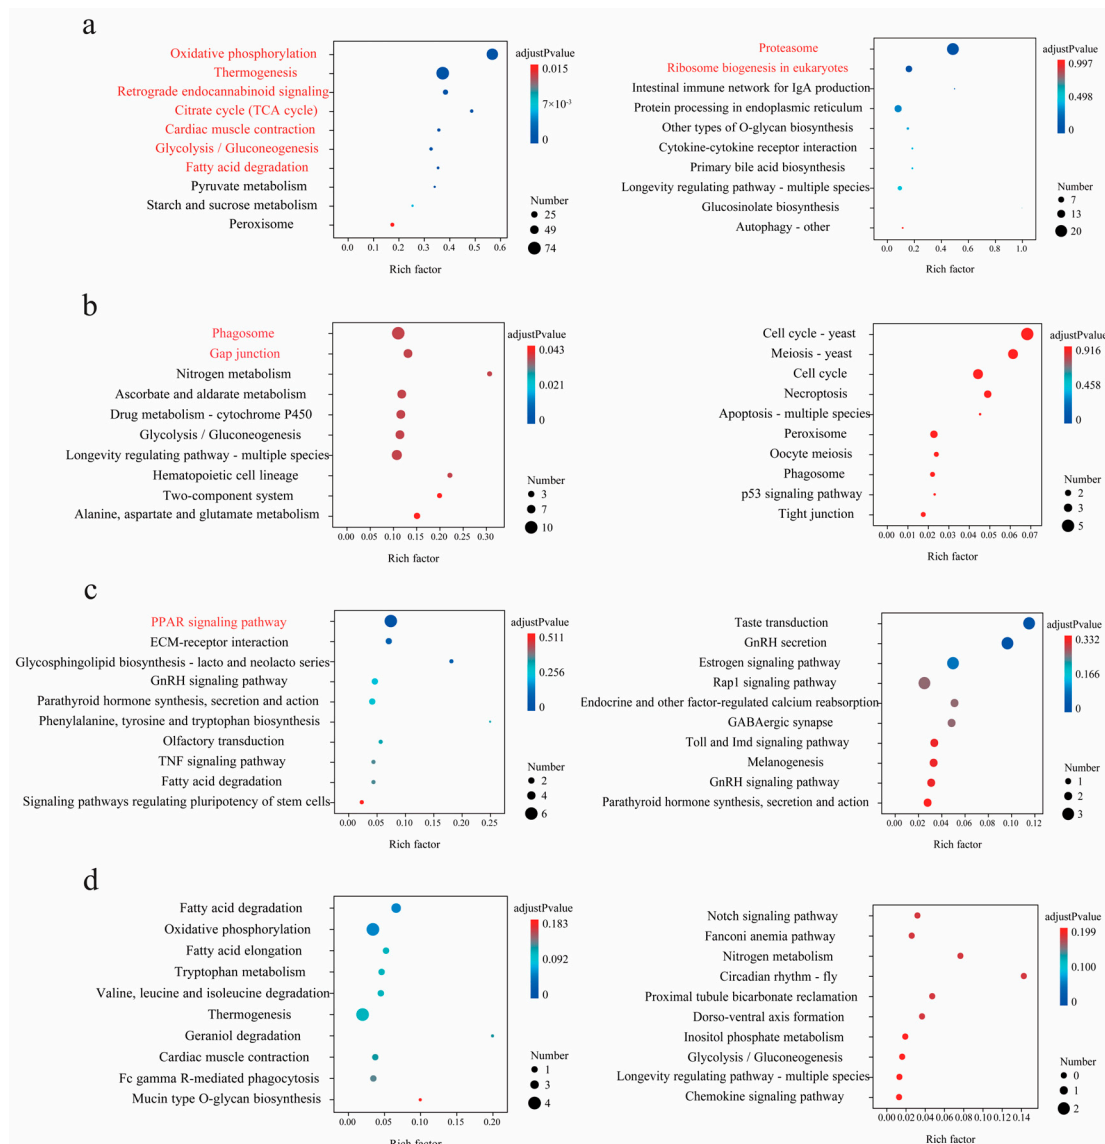 a
Oxidative phosphorylation
Thermogenesis
Retrograde endocannabinoid signaling
Citrate cycle (TCA cycle)
Cardiac muscle contraction
Glycolysis / Gluconeogenesis
Fatty acid degradation
Pyruvate metabolism
Starch and sucrose metabolism
Peroxisome
0.0 0.1 0.2 0.3 0.4 0.5 0.6
Rich factor
adjustPvalue
0.015
7×10⁻³
0
Number
25
49
74
Proteasome
Ribosome biogenesis in eukaryotes
Intestinal immune network for IgA production
Protein processing in endoplasmic reticulum
Other types of O-glycan biosynthesis
Cytokine-cytokine receptor interaction
Primary bile acid biosynthesis
Longevity regulating pathway - multiple species
Glucosinolate biosynthesis
Autophagy - other
0.0 0.2 0.4 0.6 0.8 1.0
Rich factor
adjustPvalue
0.997
0.498
0
Number
7
13
20
b
Phagosome
Gap junction
Nitrogen metabolism
Ascorbate and aldarate metabolism
Drug metabolism - cytochrome P450
Glycolysis / Gluconeogenesis
Longevity regulating pathway - multiple species
Hematopoietic cell lineage
Two-component system
Alanine, aspartate and glutamate metabolism
0.00 0.05 0.10 0.15 0.20 0.25 0.30
Rich factor
adjustPvalue
0.043
0.021
0
Number
3
7
10
Cell cycle - yeast
Meiosis - yeast
Cell cycle
Necroptosis
Apoptosis - multiple species
Peroxisome
Oocyte meiosis
Phagosome
p53 signaling pathway
Tight junction
0.00 0.01 0.02 0.03 0.04 0.05 0.06 0.07
Rich factor
adjustPvalue
0.916
0.458
0
Number
2
3
5
c
PPAR signaling pathway
ECM-receptor interaction
Glycosphingolipid biosynthesis - lacto and neolacto series
GnRH signaling pathway
Parathyroid hormone synthesis, secretion and action
Phenylalanine, tyrosine and tryptophan biosynthesis
Olfactory transduction
TNF signaling pathway
Fatty acid degradation
Signaling pathways regulating pluripotency of stem cells
0.00 0.05 0.10 0.15 0.20 0.25
Rich factor
adjustPvalue
0.511
0.256
0
Number
2
4
6
Taste transduction
GnRH secretion
Estrogen signaling pathway
Rap1 signaling pathway
Endocrine and other factor-regulated calcium reabsorption
GABAergic synapse
Toll and Imd signaling pathway
Melanogenesis
GnRH signaling pathway
Parathyroid hormone synthesis, secretion and action
0.00 0.02 0.04 0.06 0.08 0.10 0.12
Rich factor
adjustPvalue
0.332
0.166
0
Number
1
2
3
d
Fatty acid degradation
Oxidative phosphorylation
Fatty acid elongation
Tryptophan metabolism
Valine, leucine and isoleucine degradation
Thermogenesis
Geraniol degradation
Cardiac muscle contraction
Fc gamma R-mediated phagocytosis
Mucin type O-glycan biosynthesis
0.00 0.05 0.10 0.15 0.20
Rich factor
adjustPvalue
0.183
0.092
0
Number
1
3
4
Notch signaling pathway
Fanconi anemia pathway
Nitrogen metabolism
Circadian rhythm - fly
Proximal tubule bicarbonate reclamation
Dorso-ventral axis formation
Inositol phosphate metabolism
Glycolysis / Gluconeogenesis
Longevity regulating pathway - multiple species
Chemokine signaling pathway
0.00 0.02 0.04 0.06 0.08 0.10 0.12 0.14
Rich factor
adjustPvalue
0.199
0.100
0
Number
0
1
2